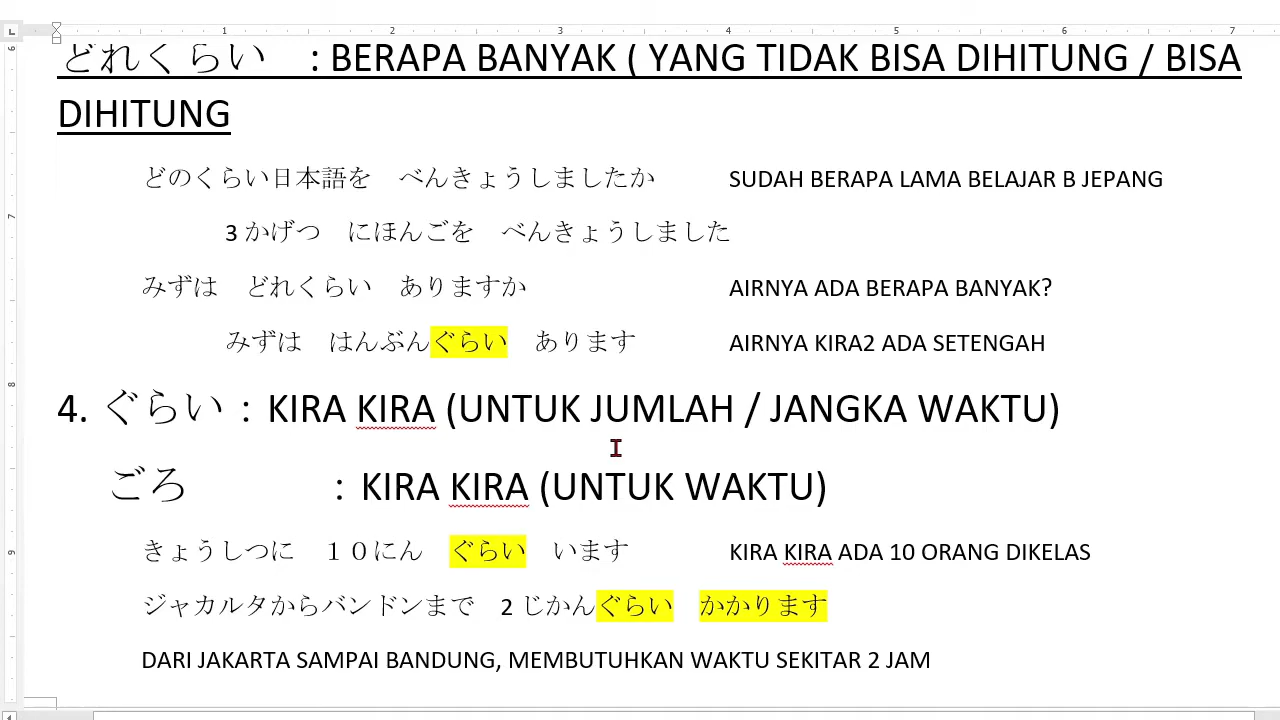 1 2 3 4 5 6 7
どれくらい　: BERAPA BANYAK ( YANG TIDAK BISA DIHITUNG / BISA
DIHITUNG
どのくらい日本語を　べんきょうしましたか　SUDAH BERAPA LAMA BELAJAR B JEPANG
3 かげつ　にほんごを　べんきょうしました
みずは　どれくらい　ありますか　AIRNYA ADA BERAPA BANYAK?
みずは　はんぶんぐらい　あります　AIRNYA KIRA2 ADA SETENGAH
4. ぐらい : KIRA KIRA (UNTUK JUMLAH / JANGKA WAKTU)
ごろ　: KIRA KIRA (UNTUK WAKTU)
きょうしつに　１０にん　ぐらい　います　KIRA KIRA ADA 10 ORANG DIKELAS
ジャカルタからバンドンまで　2 じかんぐらい　かかります
DARI JAKARTA SAMPAI BANDUNG, MEMBUTUHKAN WAKTU SEKITAR 2 JAM